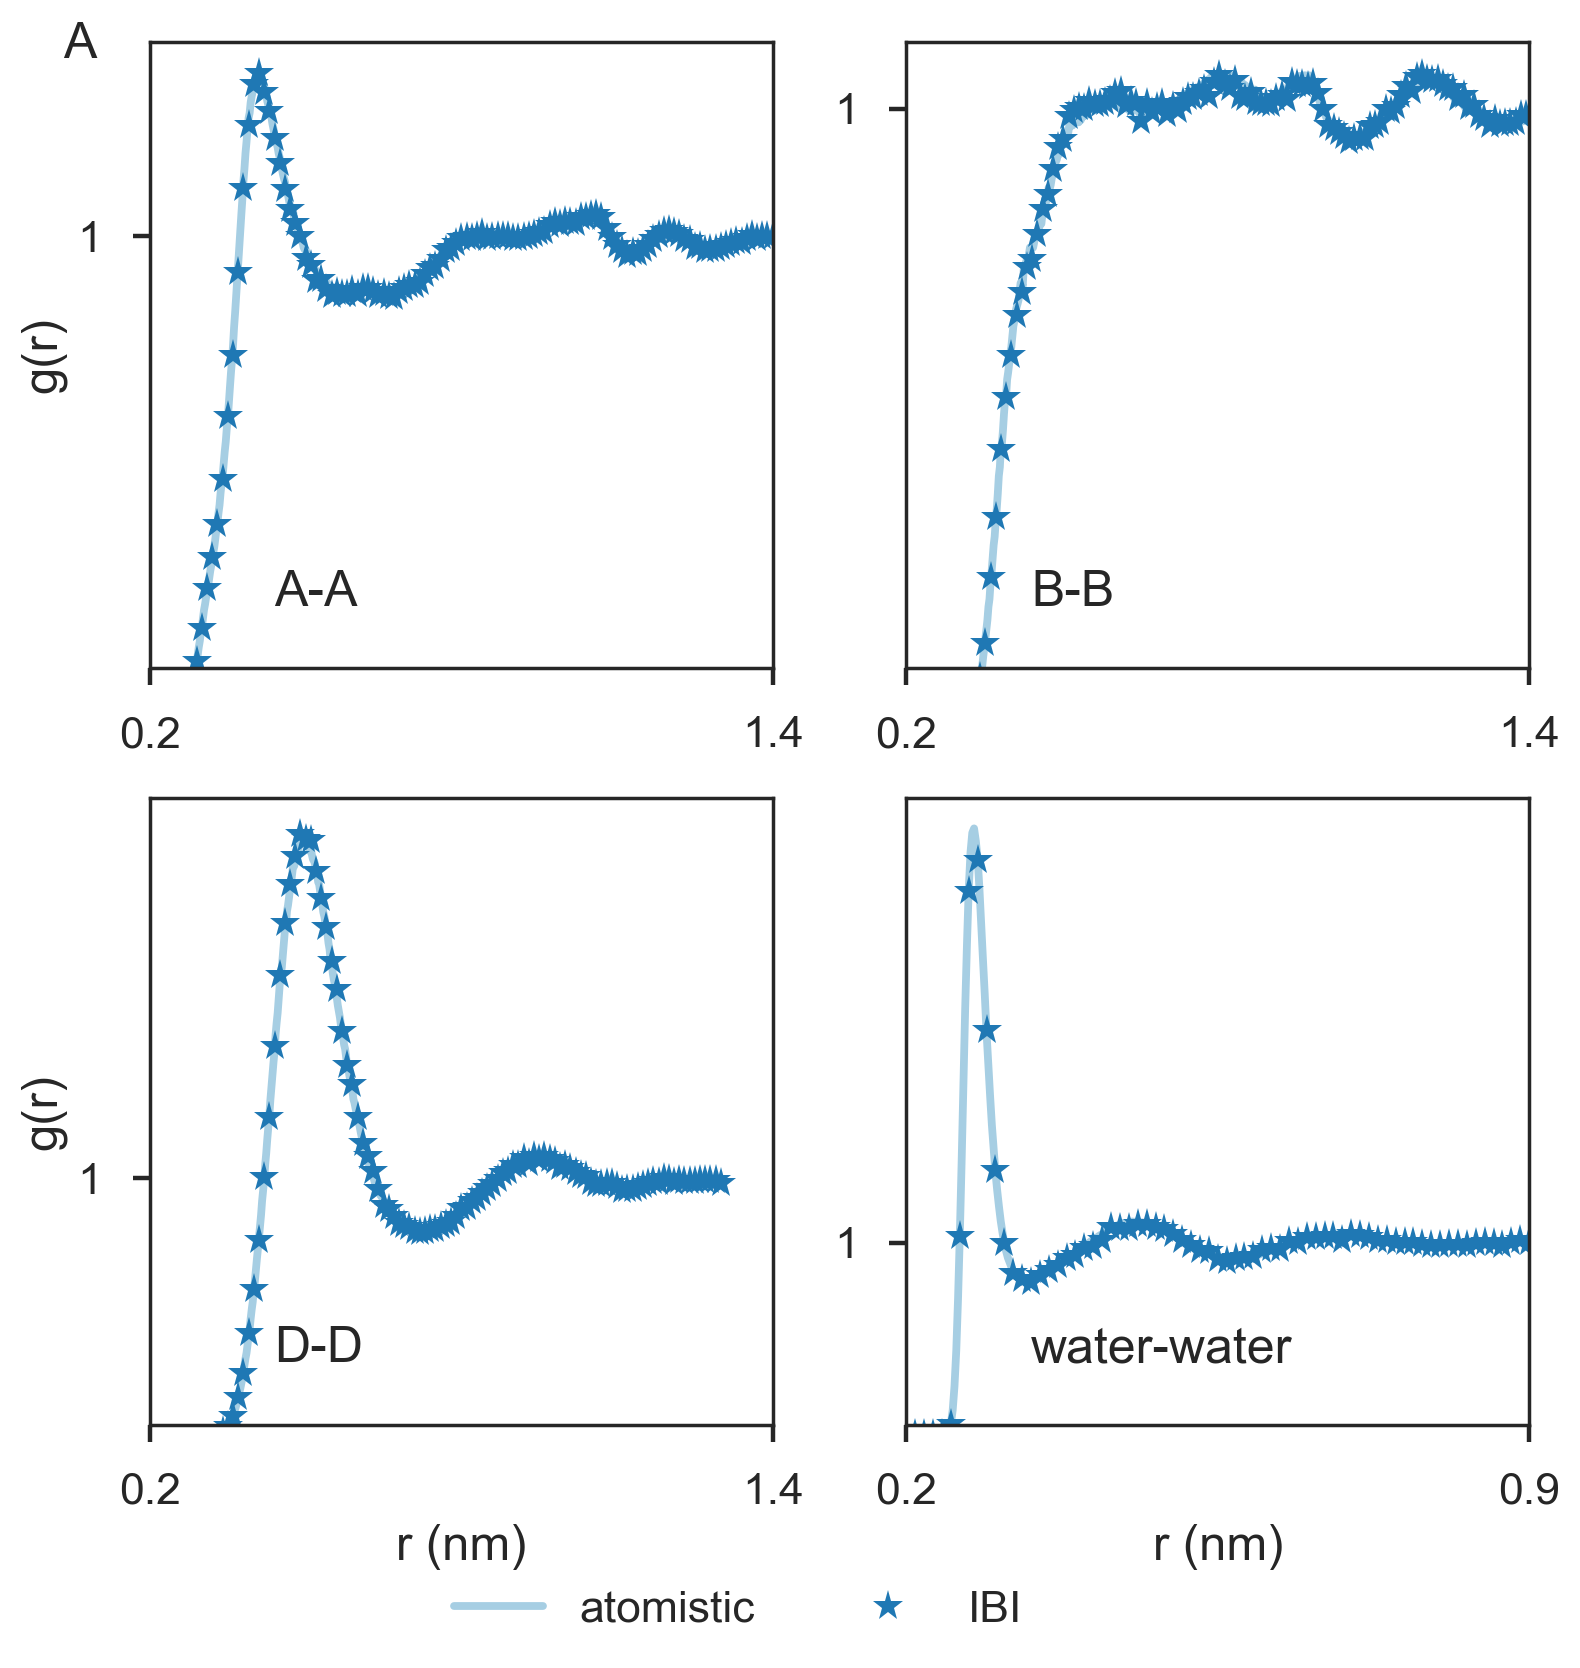 A
1
g(r)
A-A
0.2
1.4
1
B-B
0.2
1.4
1
g(r)
D-D
0.2
1.4
r (nm)
1
water-water
0.2
0.9
r (nm)
atomistic
IBI